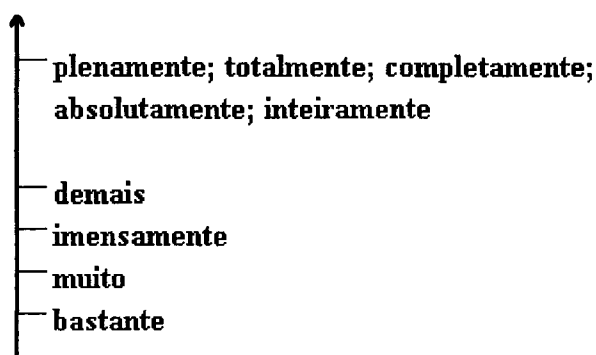 plenamente; totalmente; completamente;
absolutamente; inteiramente
demais
imensamente
muito
bastante